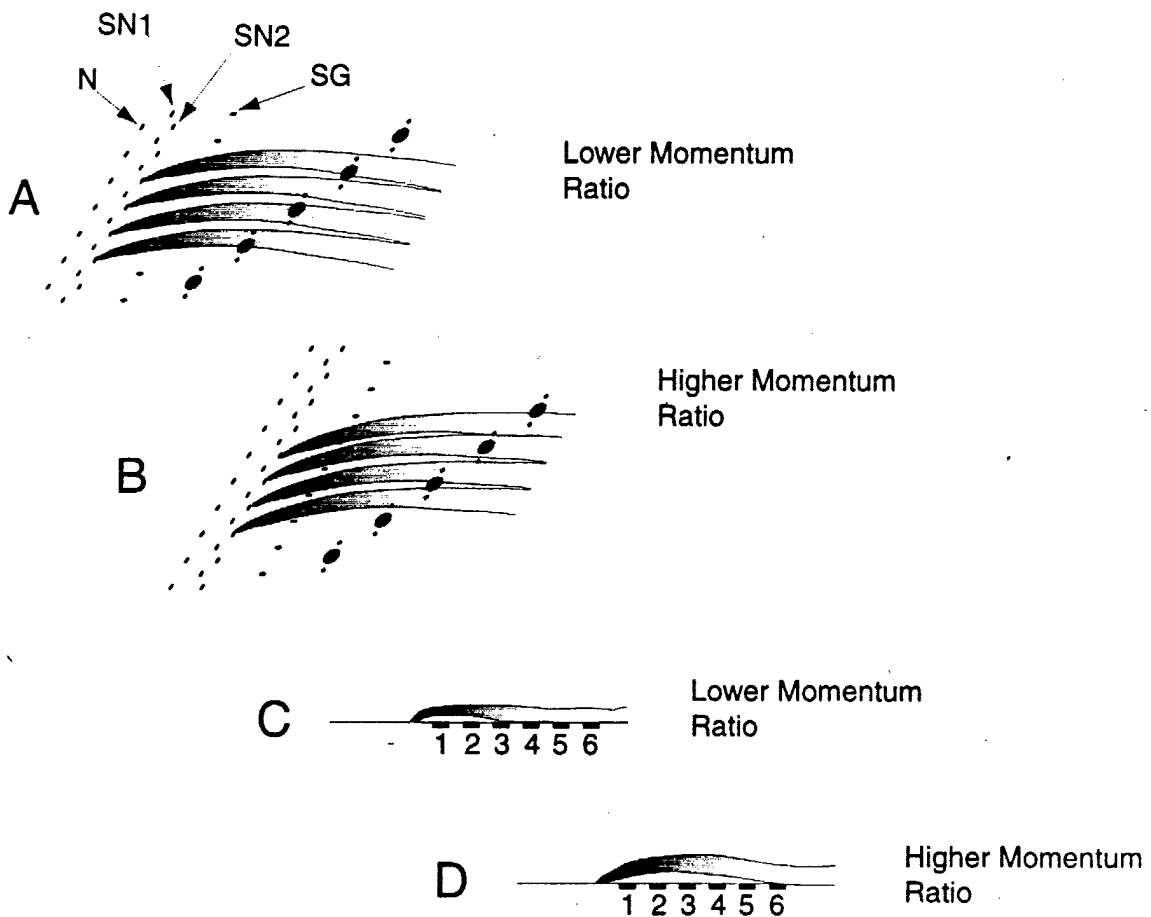 SN1
SN2
N
SG
A
Lower Momentum
Ratio
B
Higher Momentum
Ratio
C
Lower Momentum
Ratio
1 2 3 4 5 6
D
Higher Momentum
Ratio
1 2 3 4 5 6